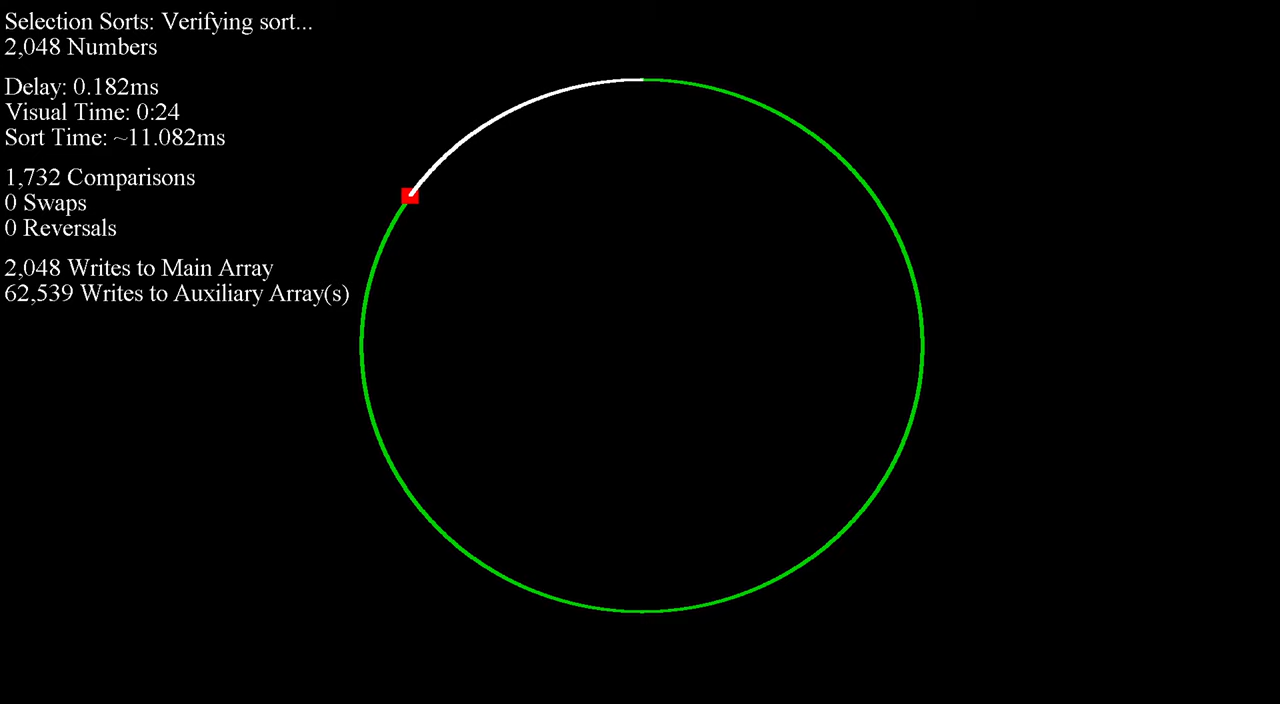 Selection Sorts: Verifying sort...
2,048 Numbers
Delay: 0.182ms
Visual Time: 0:24
Sort Time: ~11.082ms
1,732 Comparisons
0 Swaps
0 Reversals
2,048 Writes to Main Array
62,539 Writes to Auxiliary Array(s)